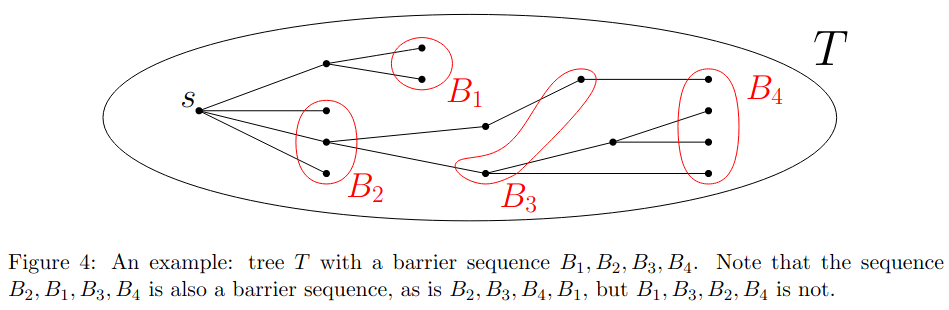 T
s
B₁
B₄
B₂
B₃
Figure 4: An example: tree T with a barrier sequence B₁, B₂, B₃, B₄. Note that the sequence
B₂, B₁, B₃, B₄ is also a barrier sequence, as is B₂, B₃, B₄, B₁, but B₁, B₃, B₂, B₄ is not.